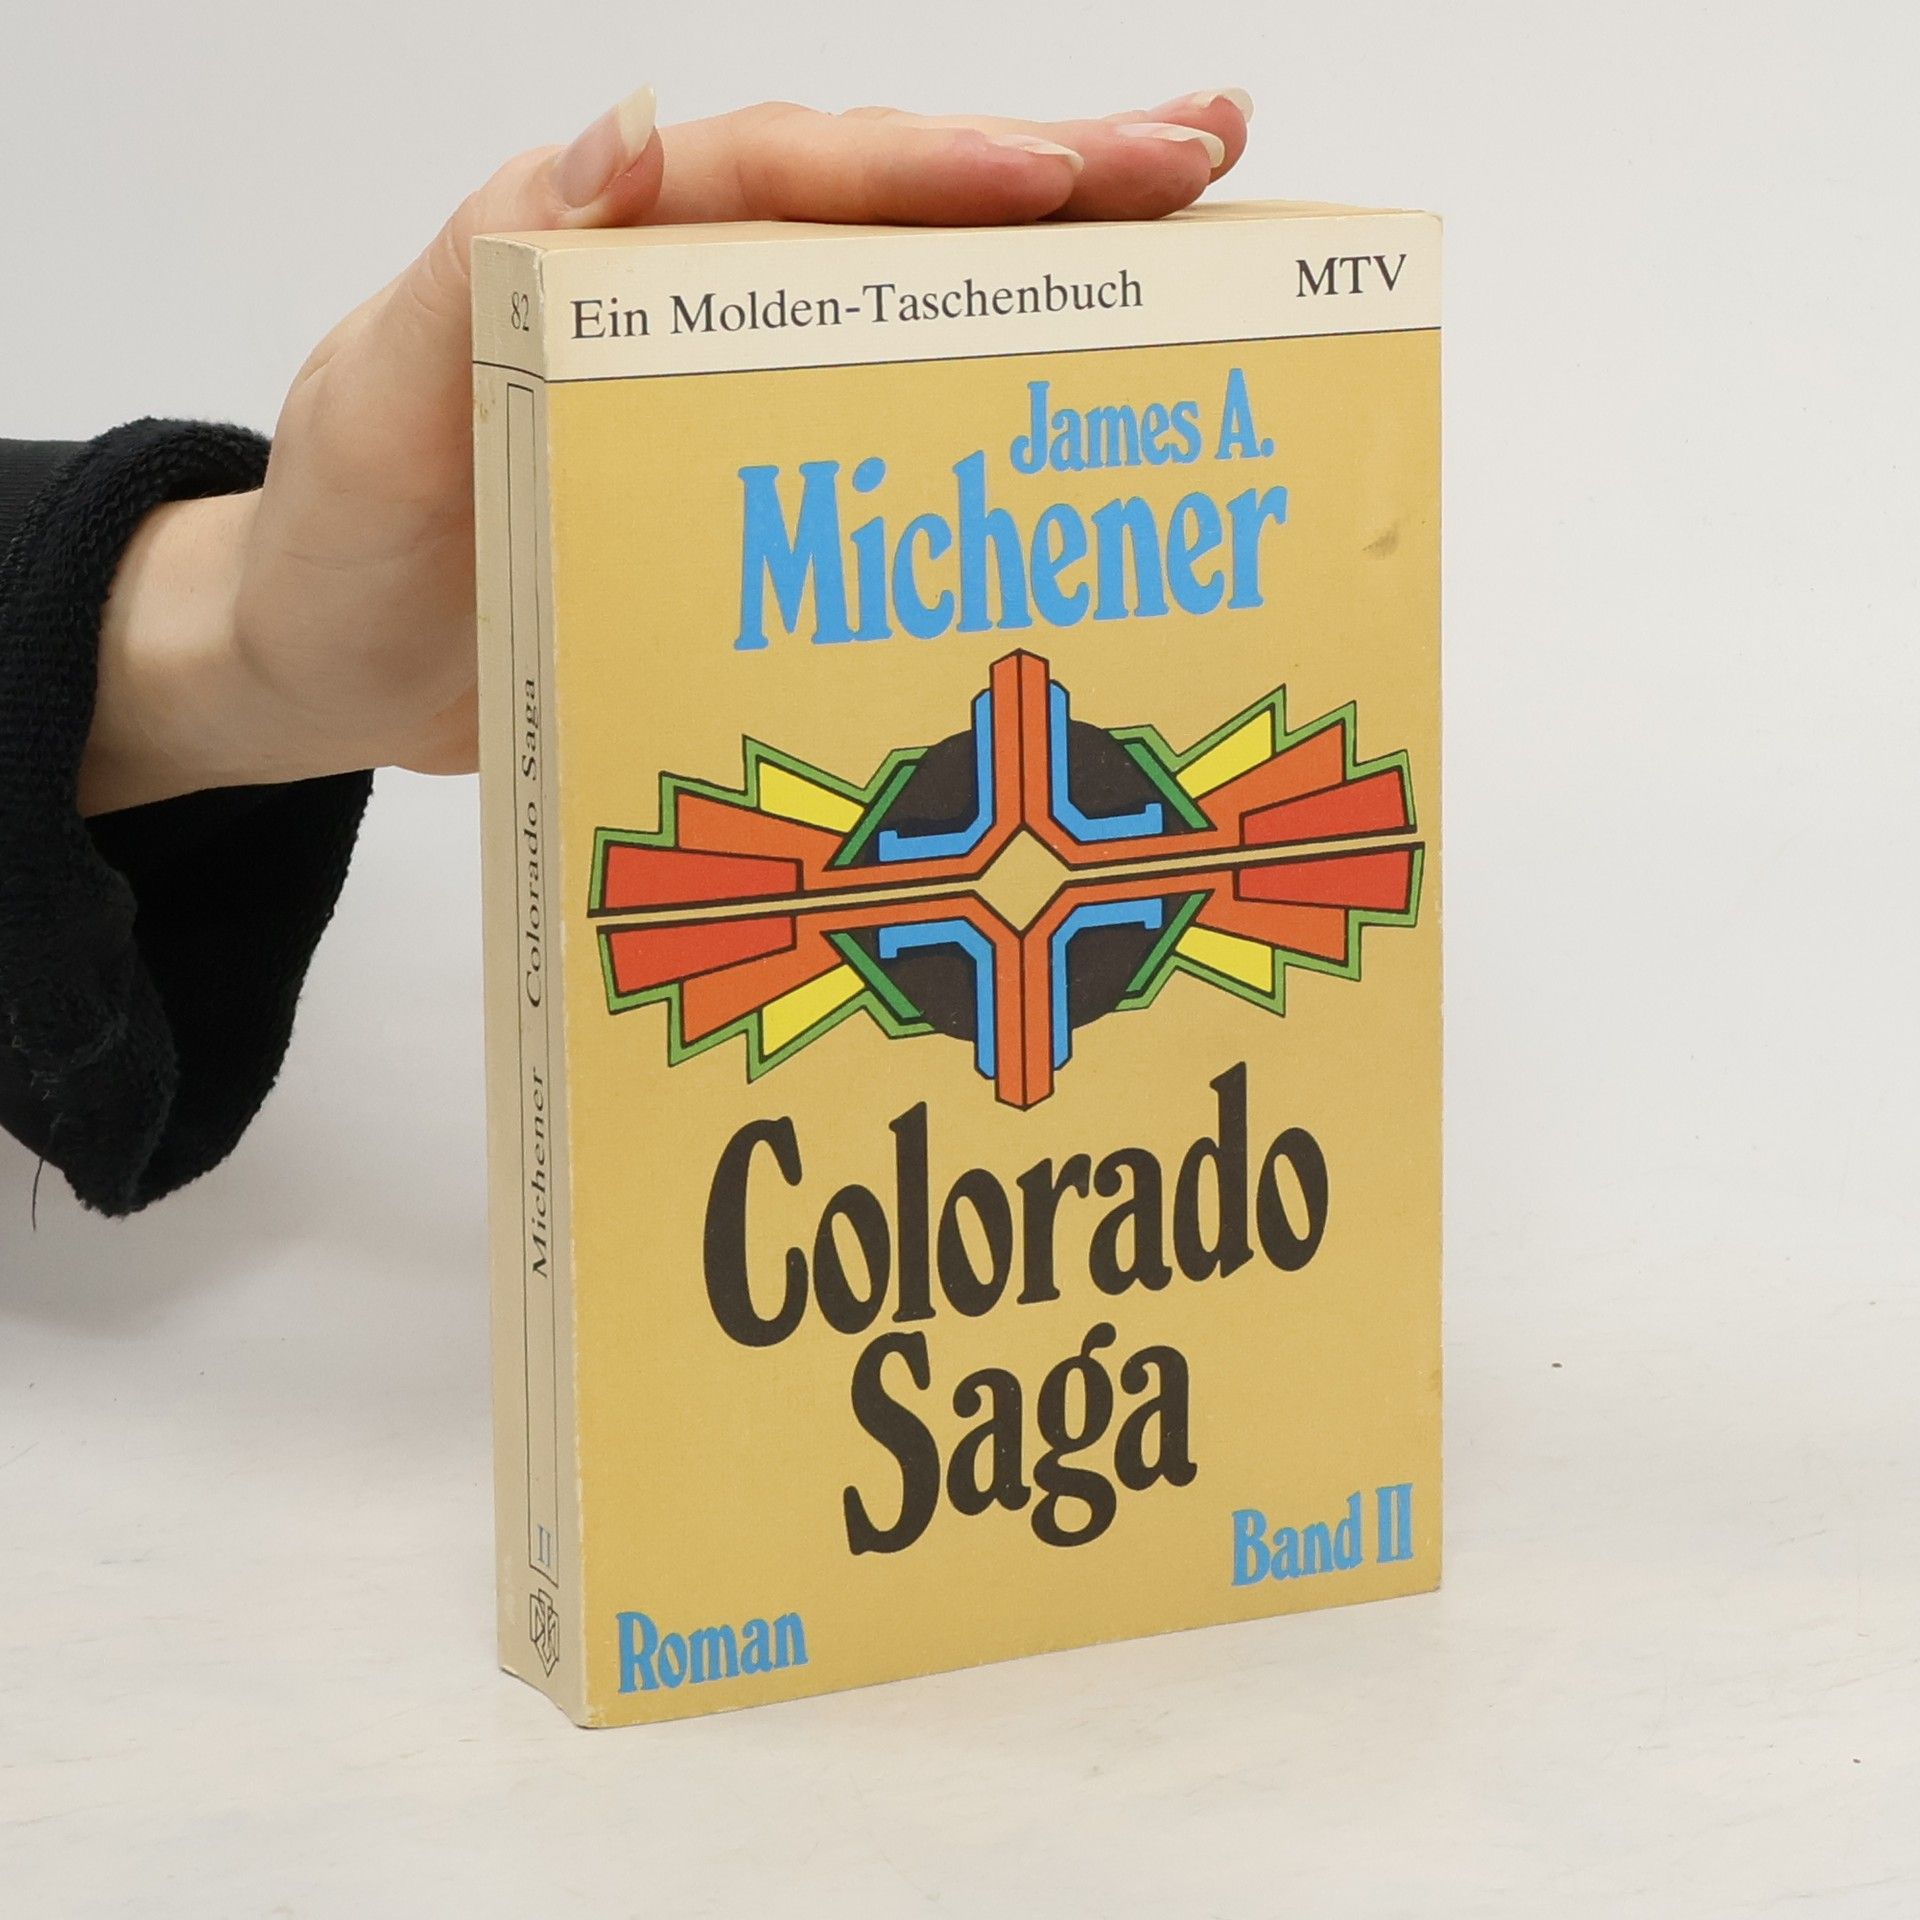 Ein Molden-Taschenbuch MTV
James A.
Michener
Colorado
Saga
Band II
Roman
82
Michener Colorado Saga
II